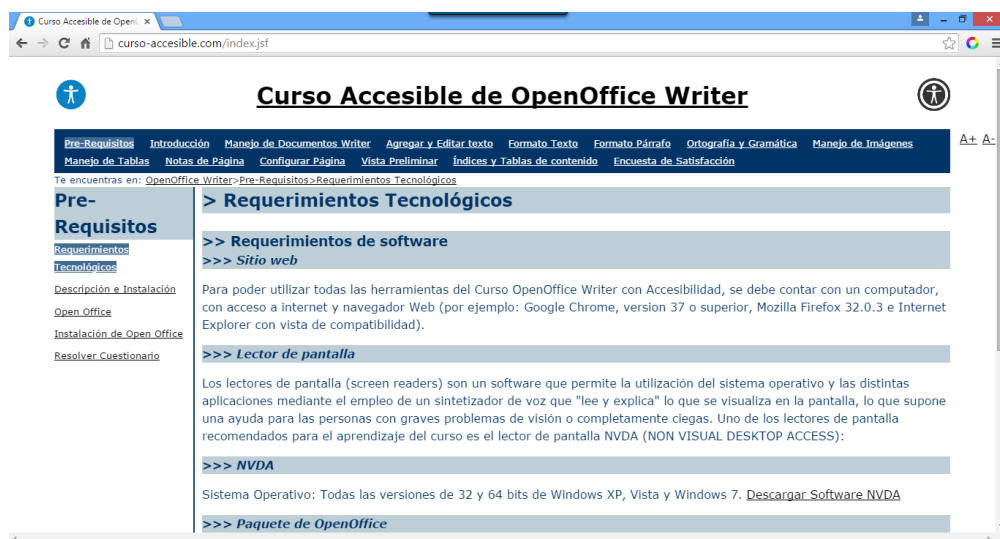 Curso Accesible de Open
curso-accesible.com/index.jsf
Curso Accesible de OpenOffice Writer
A+ A-
Pre-Requisitos Introducción Manejo de Documentos Writer Agregar y Editar texto Formato Texto Formato Párrafo Ortografía y Gramática Manejo de Imágenes
Manejo de Tablas Notas de Página Configurar Página Vista Preliminar Índices y Tablas de contenido Encuesta de Satisfacción
Te encuentras en: OpenOffice Writer>Pre-Requisitos>Requerimientos Tecnológicos
Pre-
Requisitos
Requerimientos
Tecnológicos
Descripción e Instalación
Open Office
Instalación de Open Office
Resolver Cuestionario
> Requerimientos Tecnológicos
>> Requerimientos de software
>>> Sitio web
Para poder utilizar todas las herramientas del Curso OpenOffice Writer con Accesibilidad, se debe contar con un computador,
con acceso a internet y navegador Web (por ejemplo: Google Chrome, version 37 o superior, Mozilla Firefox 32.0.3 e Internet
Explorer con vista de compatibilidad).
>>> Lector de pantalla
Los lectores de pantalla (screen readers) son un software que permite la utilización del sistema operativo y las distintas
aplicaciones mediante el empleo de un sintetizador de voz que "lee y explica" lo que se visualiza en la pantalla, lo que supone
una ayuda para las personas con graves problemas de visión o completamente ciegas. Uno de los lectores de pantalla
recomendados para el aprendizaje del curso es el lector de pantalla NVDA (NON VISUAL DESKTOP ACCESS):
>>> NVDA
Sistema Operativo: Todas las versiones de 32 y 64 bits de Windows XP, Vista y Windows 7. Descargar Software NVDA
>>> Paquete de OpenOffice